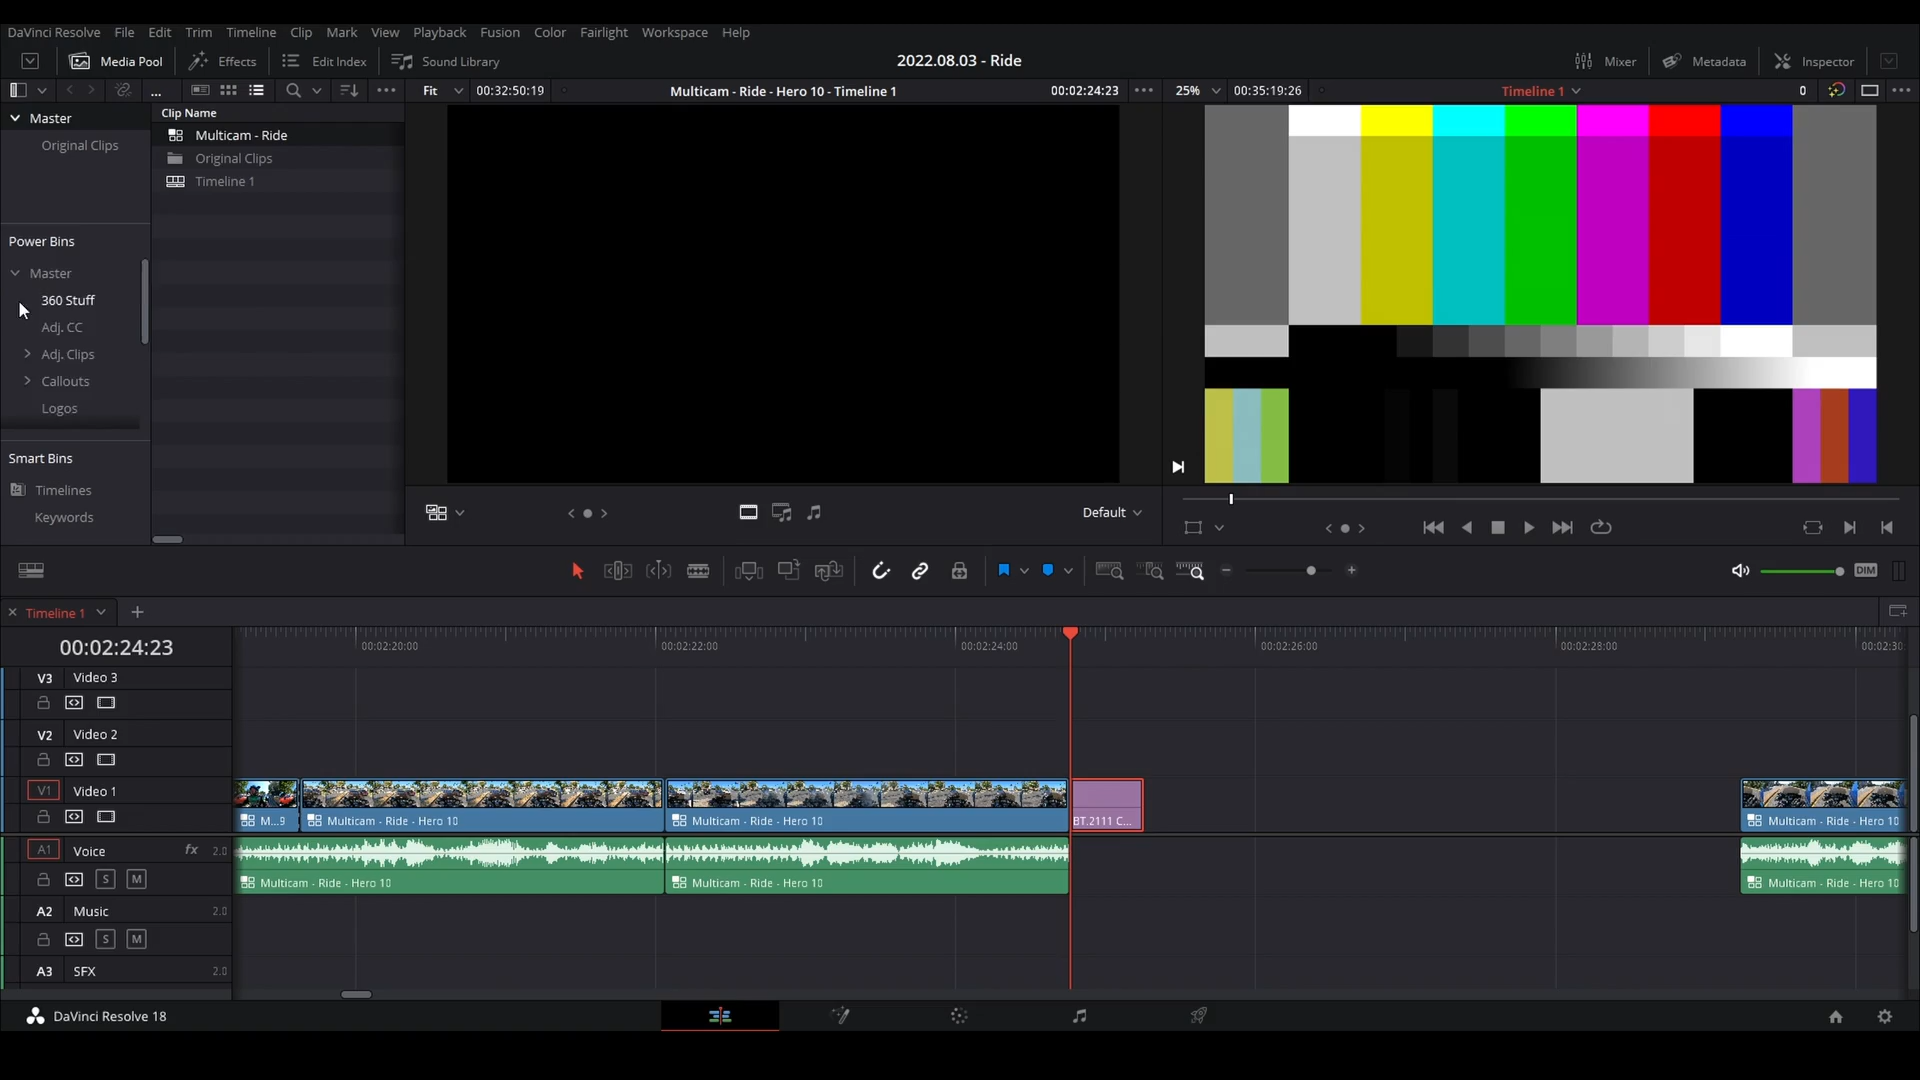 DaVinci Resolve File Edit Trim Timeline Clip Mark View Playback Fusion Color Fairlight Workspace Help
Media Pool Effects Edit Index Sound Library 2022.08.03 - Ride Mixer Metadata Inspector
... Fit 00:32:50:19 Multicam - Ride - Hero 10 - Timeline 1 00:02:24:23 25% 00:35:19:26 Timeline 1 0
Master
Original Clips
Clip Name
Multicam - Ride
Original Clips
Timeline 1
Power Bins
Master
360 Stuff
Adj. CC
Adj. Clips
Callouts
Logos
Smart Bins
Timelines
Keywords
Default
DIM
Timeline 1
00:02:24:23
00:02:20:00 00:02:22:00 00:02:24:00 00:02:26:00 00:02:28:00 00:02:30
V3 Video 3
V2 Video 2
V1 Video 1
M...9 Multicam - Ride - Hero 10 Multicam - Ride - Hero 10 BT.2111 C... Multicam - Ride - Hero 10
A1 Voice fx 2.0
S M
Multicam - Ride - Hero 10 Multicam - Ride - Hero 10 Multicam - Ride - Hero 10
A2 Music 2.0
S M
A3 SFX 2.0
DaVinci Resolve 18